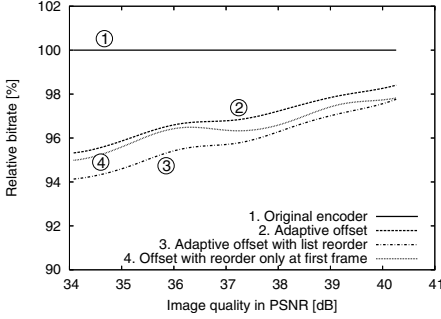 102
100
98
96
94
92
90
Relative bitrate [%]
1
2
3
4
1. Original encoder
2. Adaptive offset
3. Adaptive offset with list reorder
4. Offset with reorder only at first frame
34 35 36 37 38 39 40 41
Image quality in PSNR [dB]